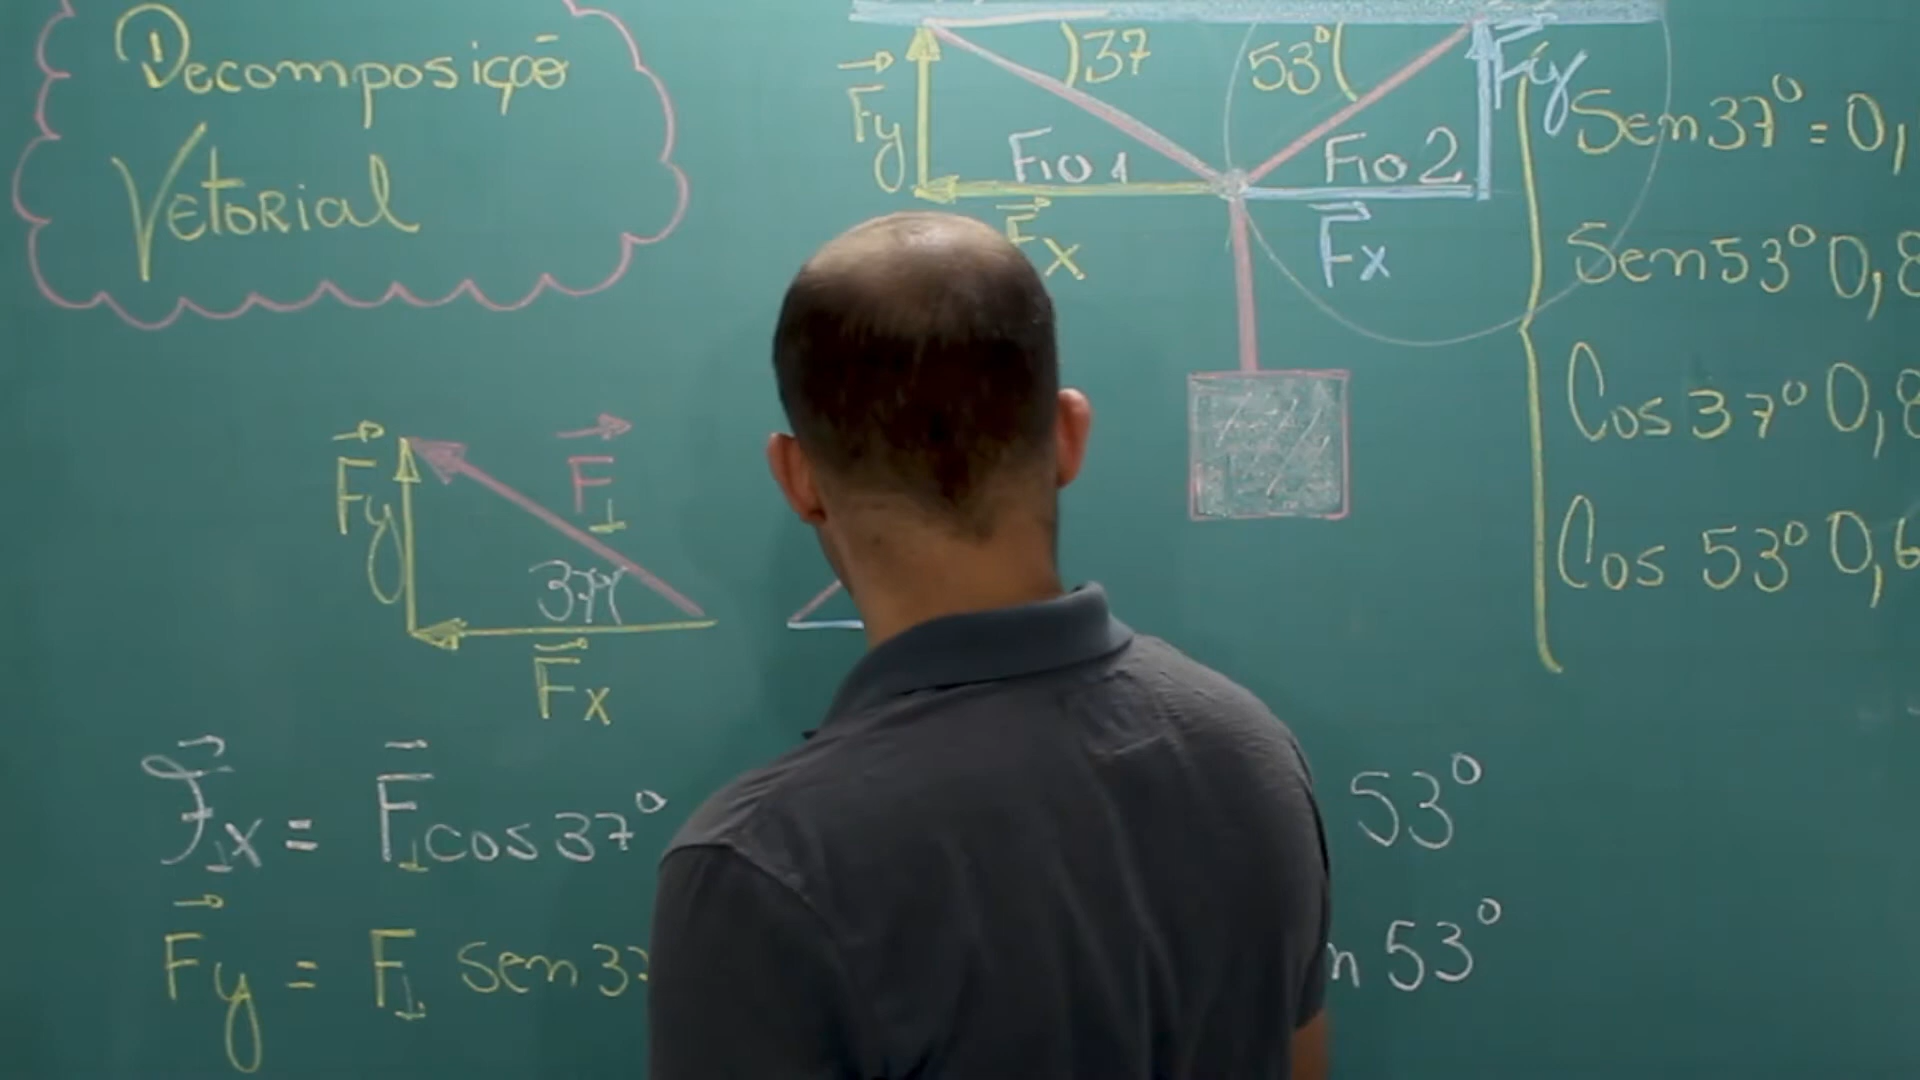 Decomposição
Vetorial
37
53°
Fy
Fy
Fio 1
Fio 2
Fx
Fx
Sen 37° = 0,
Sen 53° 0,8
Cos 37° 0,8
Cos 53° 0,6
Fy
F1
37°
Fx
F1x = F1 cos 37°
53°
Fy = F1 Sen 37
n 53°